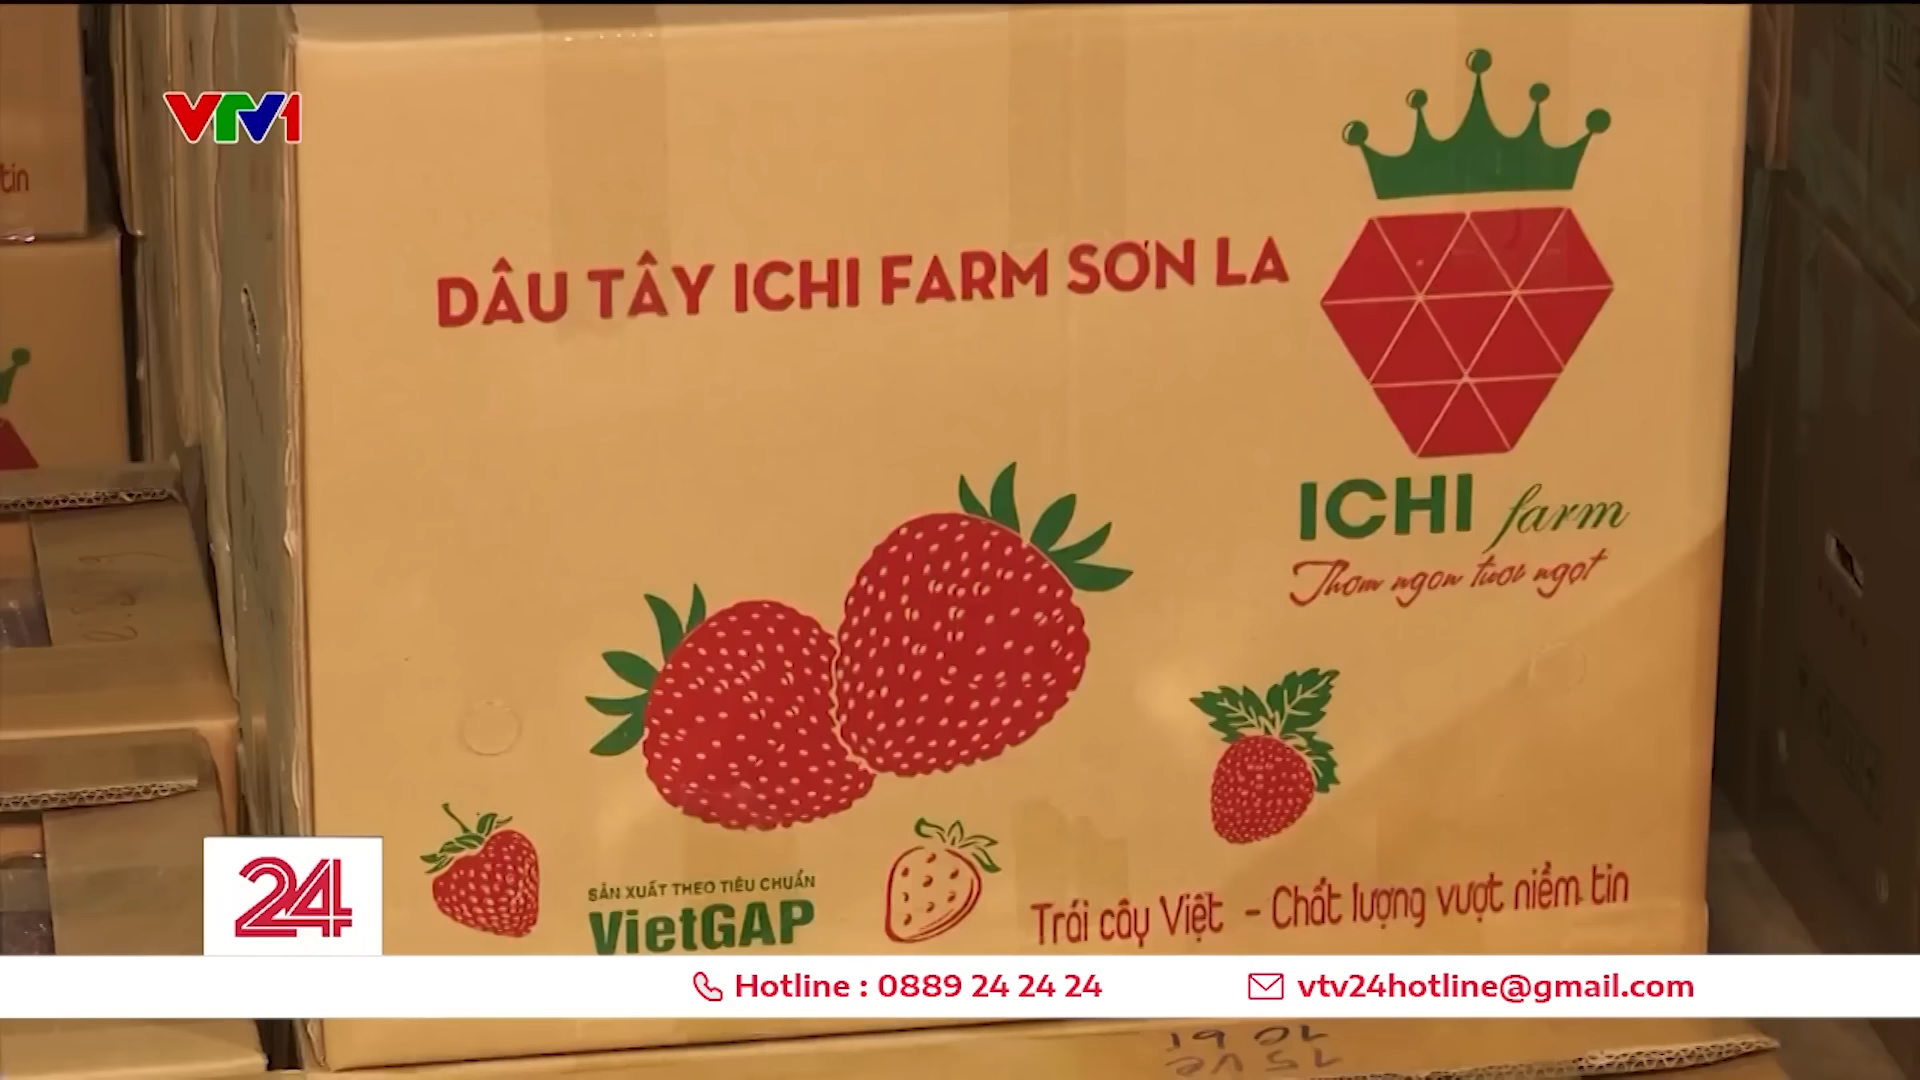 VTV1
tin
DÂU TÂY ICHI FARM SƠN LA
ICHI farm
Thơm ngon tươi ngọt
SẢN XUẤT THEO TIÊU CHUẨN
VietGAP
Trái cây Việt - Chất lượng vượt niềm tin
24
Hotline : 0889 24 24 24
vtv24hotline@gmail.com